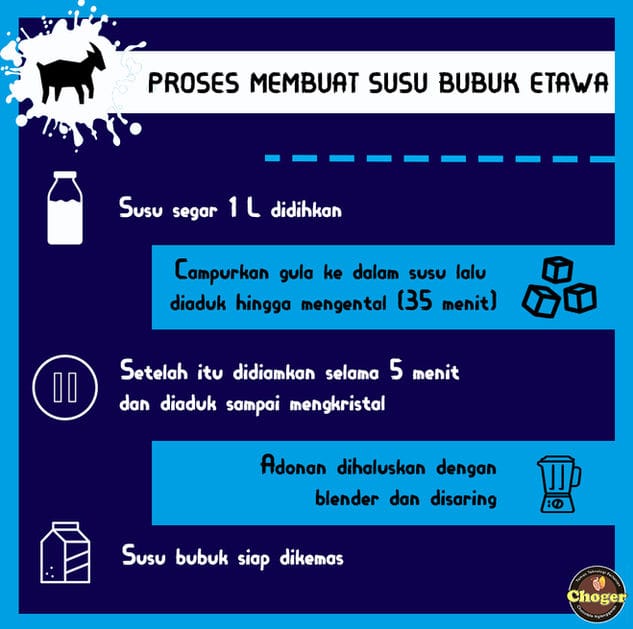 PROSES MEMBUAT SUSU BUBUK ETAWA
Susu segar 1 L didihkan
Campurkan gula ke dalam susu lalu
diaduk hingga mengental (35 menit)
Setelah itu didiamkan selama 5 menit
dan diaduk sampai mengkristal
Adonan dihaluskan dengan
blender dan disaring
Susu bubuk siap dikemas
Choger